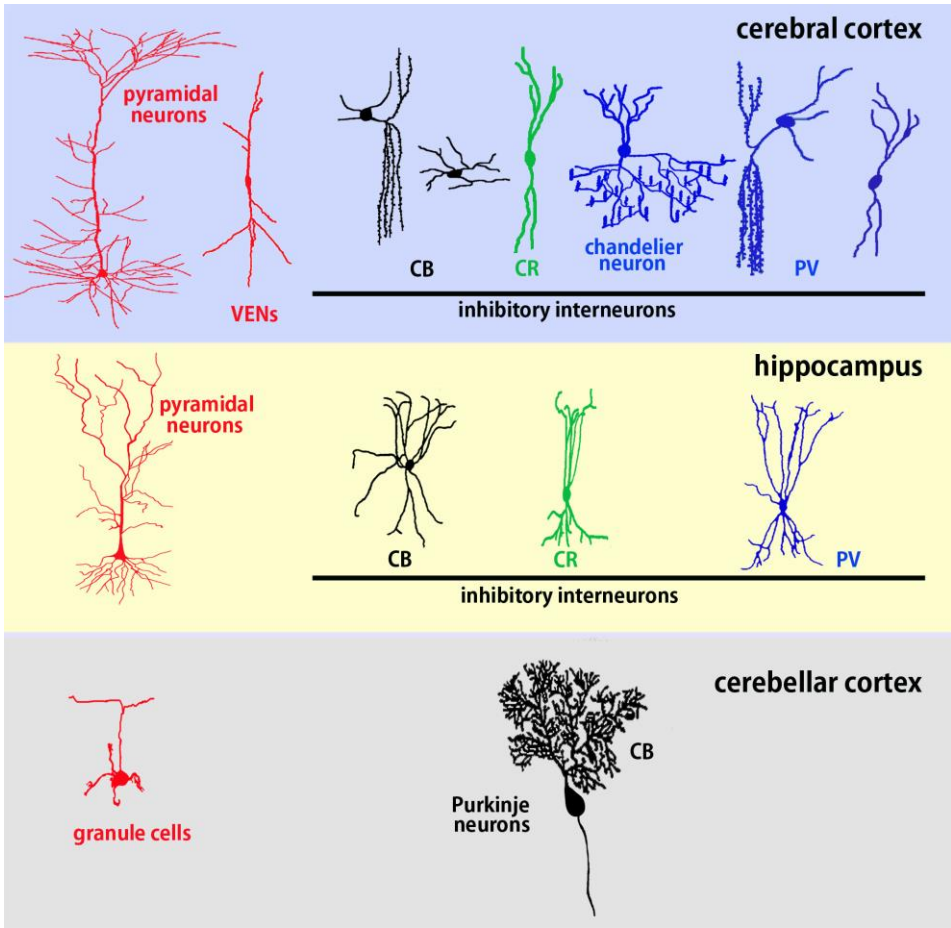 cerebral cortex
pyramidal
neurons
VENs
CB
CR
chandelier
neuron
PV
inhibitory interneurons
hippocampus
pyramidal
neurons
CB
CR
PV
inhibitory interneurons
cerebellar cortex
granule cells
CB
Purkinje
neurons